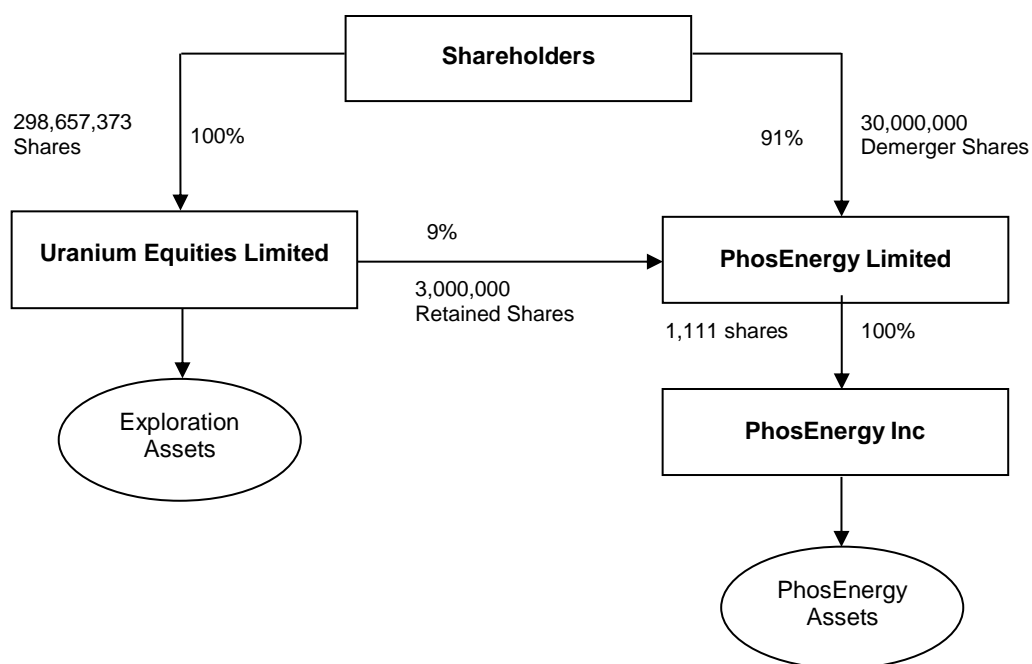 Shareholders
298,657,373
Shares
100%
91%
30,000,000
Demerger Shares
Uranium Equities Limited
9%
3,000,000
Retained Shares
PhosEnergy Limited
1,111 shares
100%
Exploration
Assets
PhosEnergy Inc
PhosEnergy
Assets